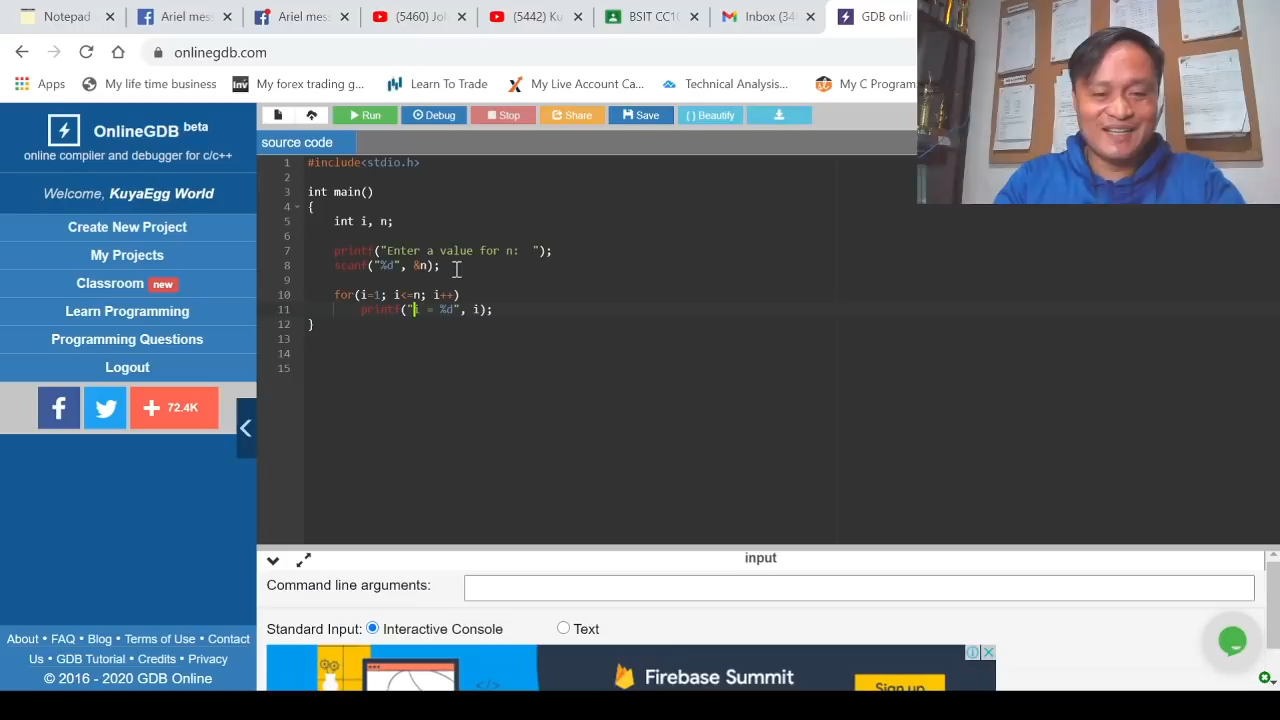 Notepad
Ariel mess
Ariel mess
(5460) Jol
(5442) Ku
BSIT CC10
Inbox (34
GDB onli
onlinegdb.com
Apps
My life time business
My forex trading g...
Learn To Trade
My Live Account Ca...
Technical Analysis...
My C Program
OnlineGDB beta
online compiler and debugger for c/c++
Welcome, KuyaEgg World
Create New Project
My Projects
Classroom new
Learn Programming
Programming Questions
Logout
72.4K
About • FAQ • Blog • Terms of Use • Contact
Us • GDB Tutorial • Credits • Privacy
© 2016 - 2020 GDB Online
Run
Debug
Stop
Share
Save
{ } Beautify
source code
1 #include<stdio.h>
2
3 int main()
4 {
5 int i, n;
6
7 printf("Enter a value for n:  ");
8 scanf("%d", &n);
9
10 for(i=1; i<=n; i++)
11 printf("i = %d", i);
12 }
13
14
15
input
Command line arguments:
Standard Input: Interactive Console Text
Firebase Summit
Sign up